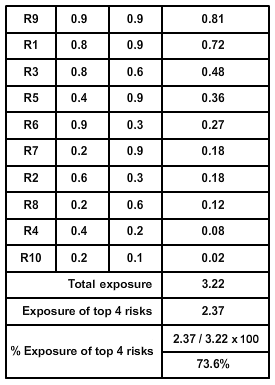 R9 0.9 0.9 0.81
R1 0.8 0.9 0.72
R3 0.8 0.6 0.48
R5 0.4 0.9 0.36
R6 0.9 0.3 0.27
R7 0.2 0.9 0.18
R2 0.6 0.3 0.18
R8 0.2 0.6 0.12
R4 0.4 0.2 0.08
R10 0.2 0.1 0.02
Total exposure 3.22
Exposure of top 4 risks 2.37
% Exposure of top 4 risks 2.37 / 3.22 x 100
73.6%